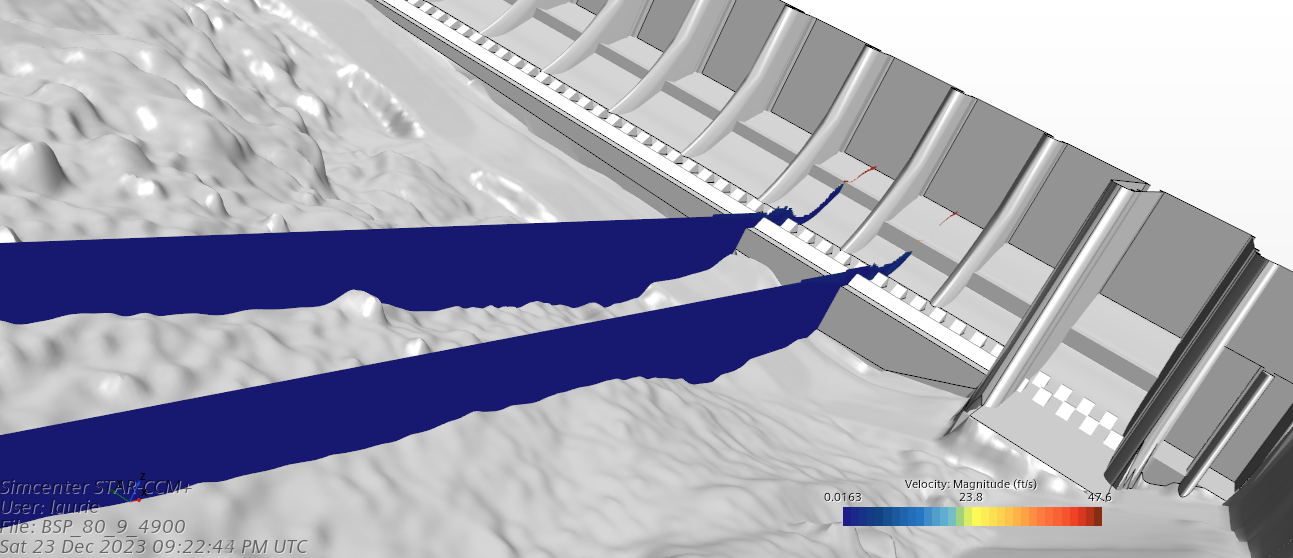 Velocity: Magnitude (ft/s)
0.0163 23.8 47.6
Z
Simcenter STAR-CCM+
User: laurie
File: BSP_80_9_4900
Sat 23 Dec 2023 09:22:44 PM UTC